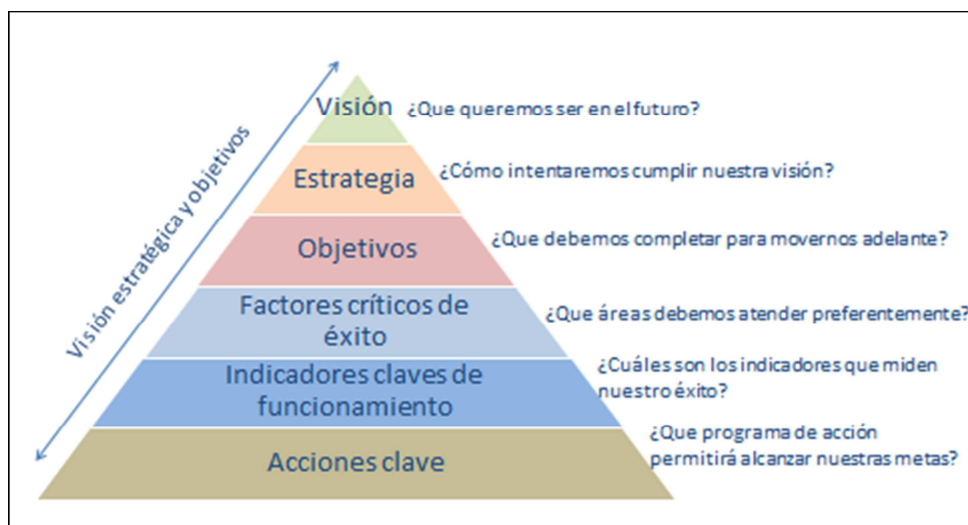 Visión estratégica y objetivos
Visión
¿Que queremos ser en el futuro?
Estrategia
¿Cómo intentaremos cumplir nuestra visión?
Objetivos
¿Que debemos completar para movernos adelante?
Factores críticos de
éxito
¿Que áreas debemos atender preferentemente?
Indicadores claves de
funcionamiento
¿Cuáles son los indicadores que miden
nuestro éxito?
Acciones clave
¿Que programa de acción
permitirá alcanzar nuestras metas?